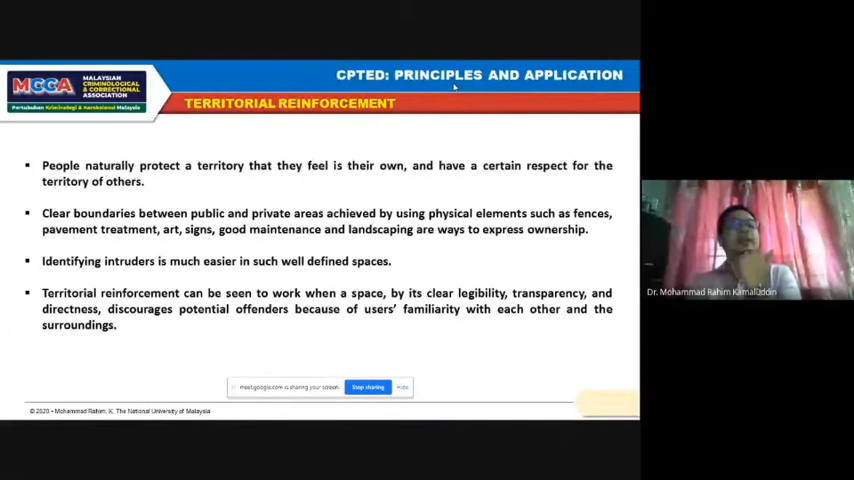 MCCA
MALAYSIAN
CRIMINOLOGICAL
& CORRECTIONAL
ASSOCIATION
Pertubuhan Kriminologi & Koreksional Malaysia
CPTED: PRINCIPLES AND APPLICATION
TERRITORIAL REINFORCEMENT
▪ People naturally protect a territory that they feel is their own, and have a certain respect for the
territory of others.
▪ Clear boundaries between public and private areas achieved by using physical elements such as fences,
pavement treatment, art, signs, good maintenance and landscaping are ways to express ownership.
▪ Identifying intruders is much easier in such well defined spaces.
▪ Territorial reinforcement can be seen to work when a space, by its clear legibility, transparency, and
directness, discourages potential offenders because of users' familiarity with each other and the
surroundings.
meet.google.com is sharing your screen.
Stop sharing
Hide
© 2020 • Mohammad Rahim, K. The National University of Malaysia
Dr. Mohammad Rahim Kamaluddin